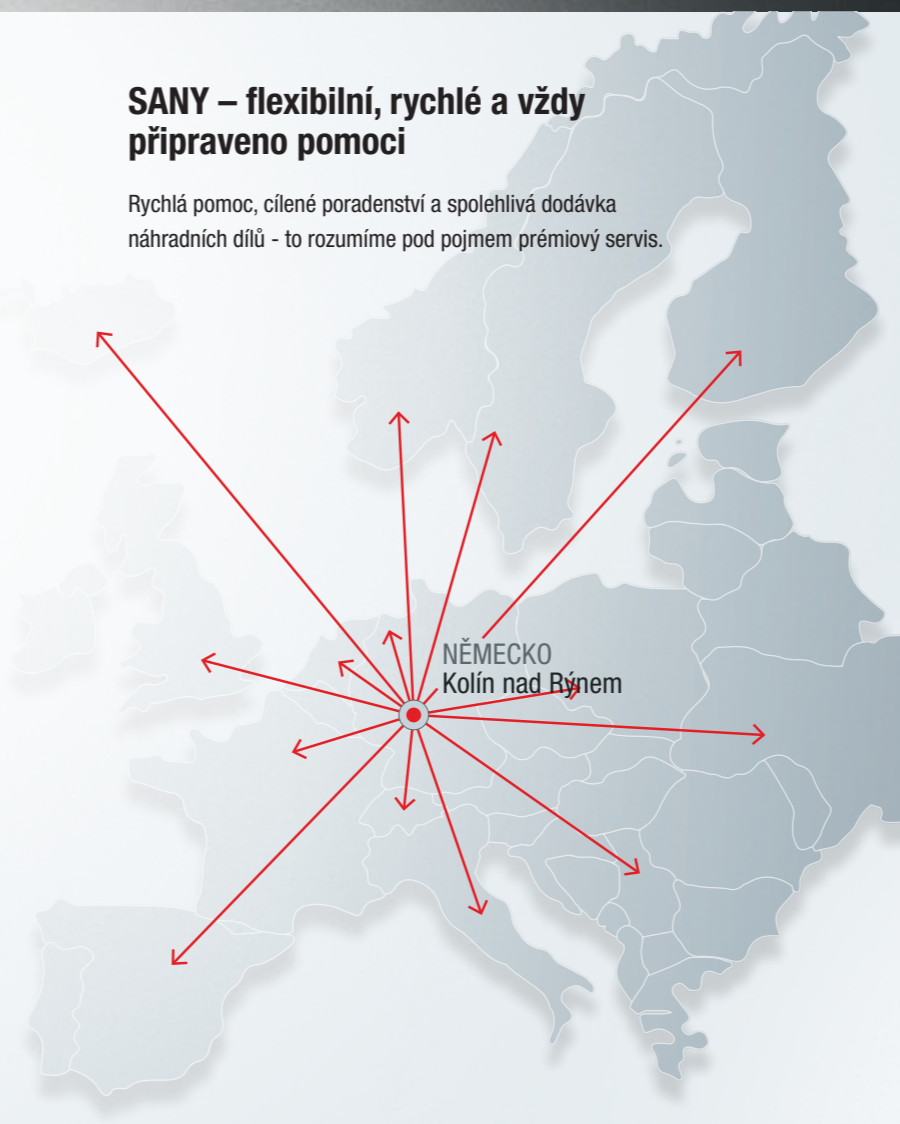 SANY – flexibilní, rychlé a vždy
připraveno pomoci
Rychlá pomoc, cílené poradenství a spolehlivá dodávka
náhradních dílů - to rozumíme pod pojmem prémiový servis.
NĚMECKO
Kolín nad Rýnem